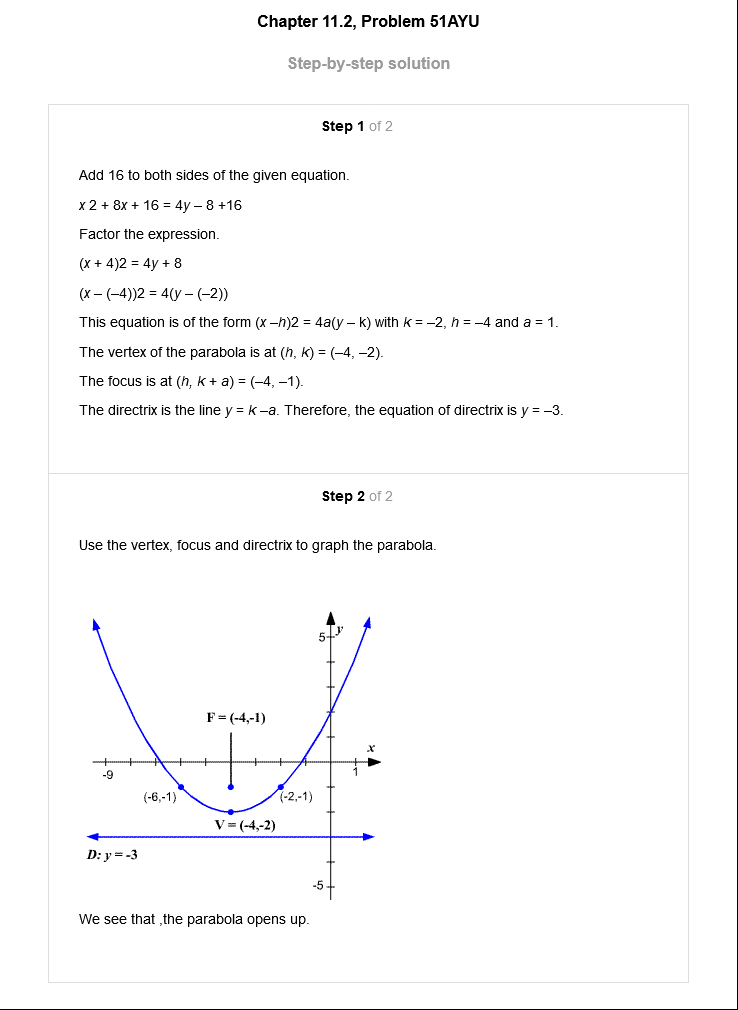 Chapter 11.2, Problem 51AYU
Step-by-step solution
Step 1 of 2
Add 16 to both sides of the given equation.
x 2 + 8x + 16 = 4y – 8 +16
Factor the expression.
(x + 4)2 = 4y + 8
(x – (–4))2 = 4(y – (–2))
This equation is of the form (x –h)2 = 4a(y – k) with k = –2, h = –4 and a = 1.
The vertex of the parabola is at (h, k) = (–4, –2).
The focus is at (h, k + a) = (–4, –1).
The directrix is the line y = k –a. Therefore, the equation of directrix is y = –3.
Step 2 of 2
Use the vertex, focus and directrix to graph the parabola.
5
y
F = (-4,-1)
x
-9
1
(-6,-1)
(-2,-1)
V = (-4,-2)
D: y = -3
-5
We see that ,the parabola opens up.